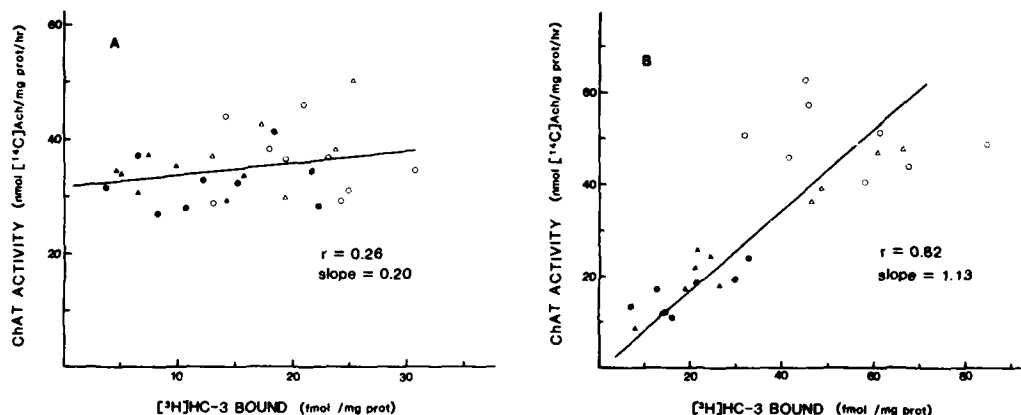 A
60
40
20
10
20
30
ChAT ACTIVITY (nmol [¹⁴C]Ach/mg prot/hr)
r = 0.26
slope = 0.20
[³H]HC-3 BOUND (fmol /mg prot)
B
60
40
20
20
40
60
80
ChAT ACTIVITY (nmol [¹⁴C]Ach/mg prot/hr)
r = 0.82
slope = 1.13
[³H]HC-3 BOUND (fmol /mg prot)